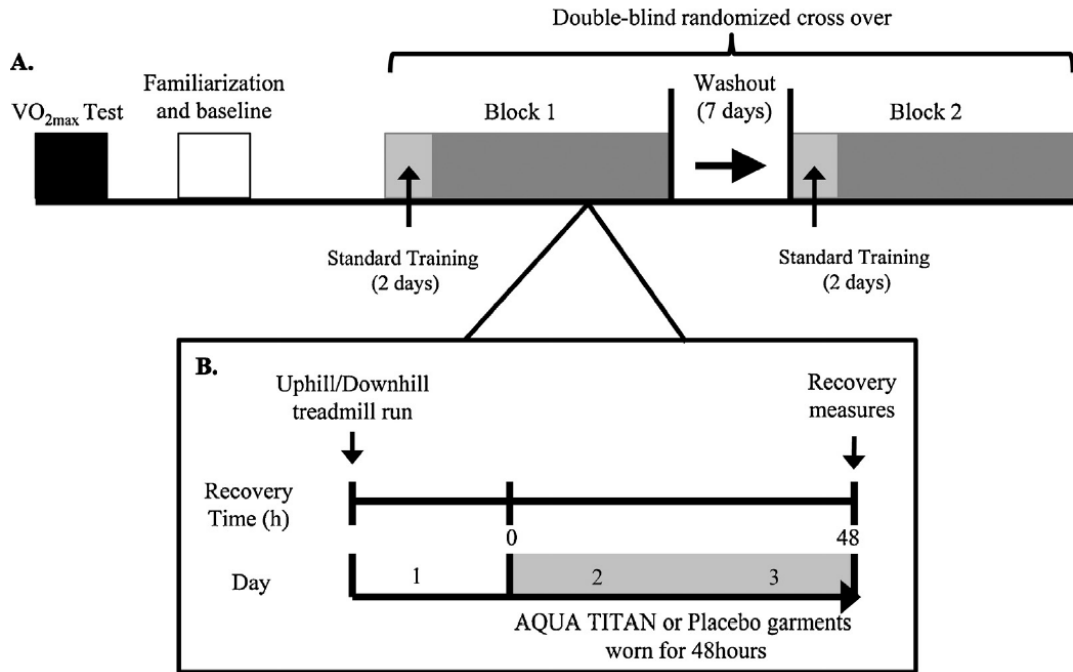 Double-blind randomized cross over
A.
Familiarization
and baseline
VO2max Test
Block 1
Washout
(7 days)
Block 2
Standard Training
(2 days)
Standard Training
(2 days)
B.
Uphill/Downhill
treadmill run
Recovery
measures
Recovery
Time (h)
0
48
Day
1
2
3
AQUA TITAN or Placebo garments
worn for 48hours